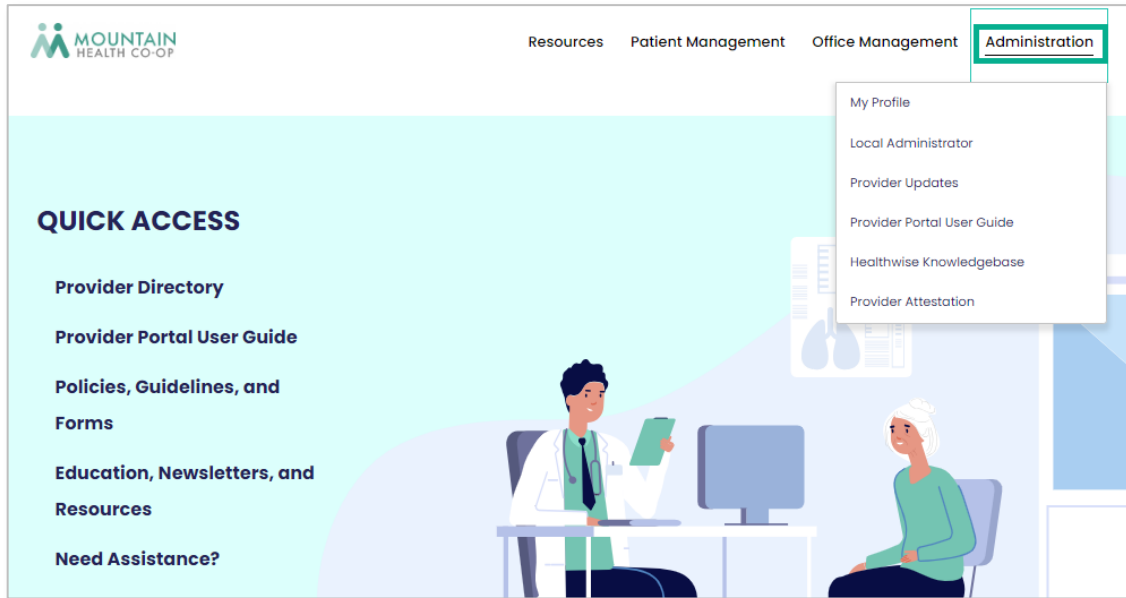 MOUNTAIN
HEALTH CO-OP
Resources Patient Management Office Management Administration
My Profile
Local Administrator
Provider Updates
Provider Portal User Guide
Healthwise Knowledgebase
Provider Attestation
QUICK ACCESS
Provider Directory
Provider Portal User Guide
Policies, Guidelines, and
Forms
Education, Newsletters, and
Resources
Need Assistance?